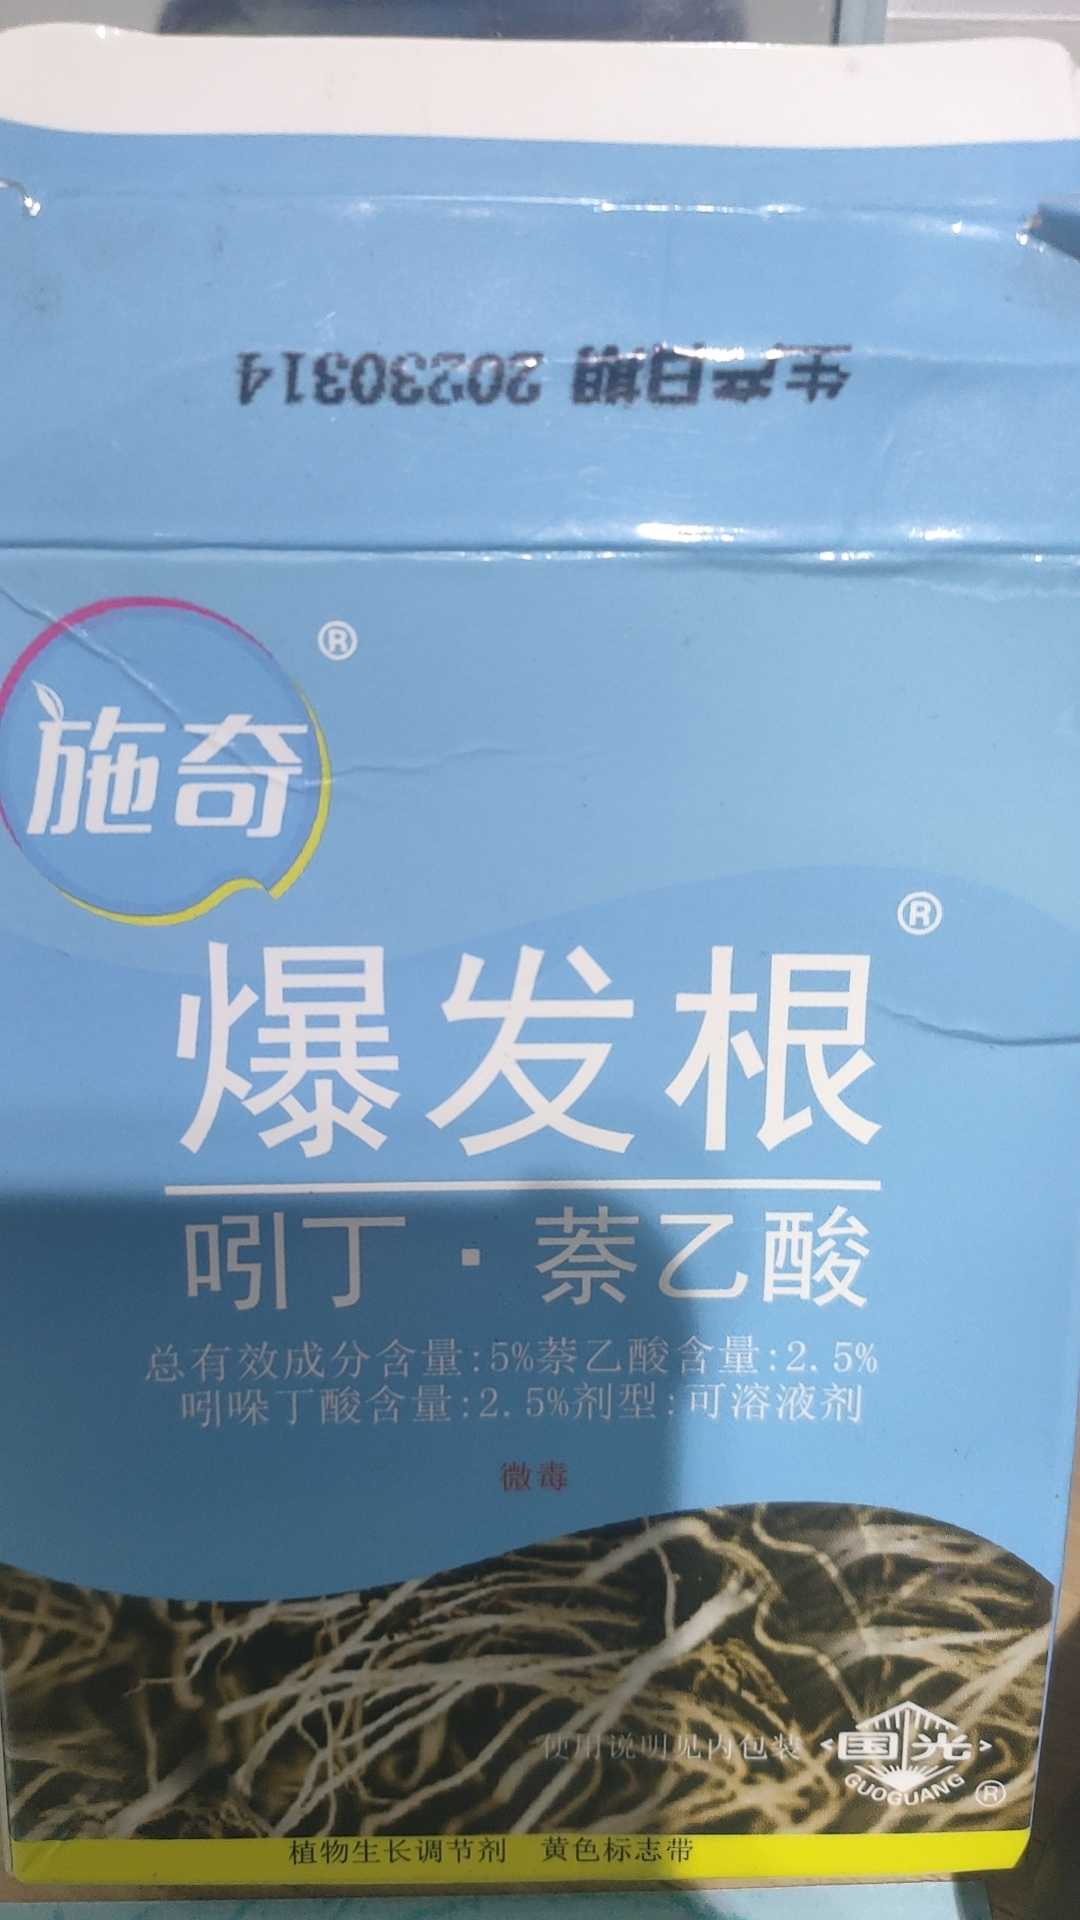 生产日期 20230314
施奇®
爆发根®
吲丁·萘乙酸
总有效成分含量:5%萘乙酸含量:2.5%
吲哚丁酸含量:2.5%剂型:可溶液剂
微毒
使用说明见内包装
国光
GUOGUANG®
植物生长调节剂 黄色标志带